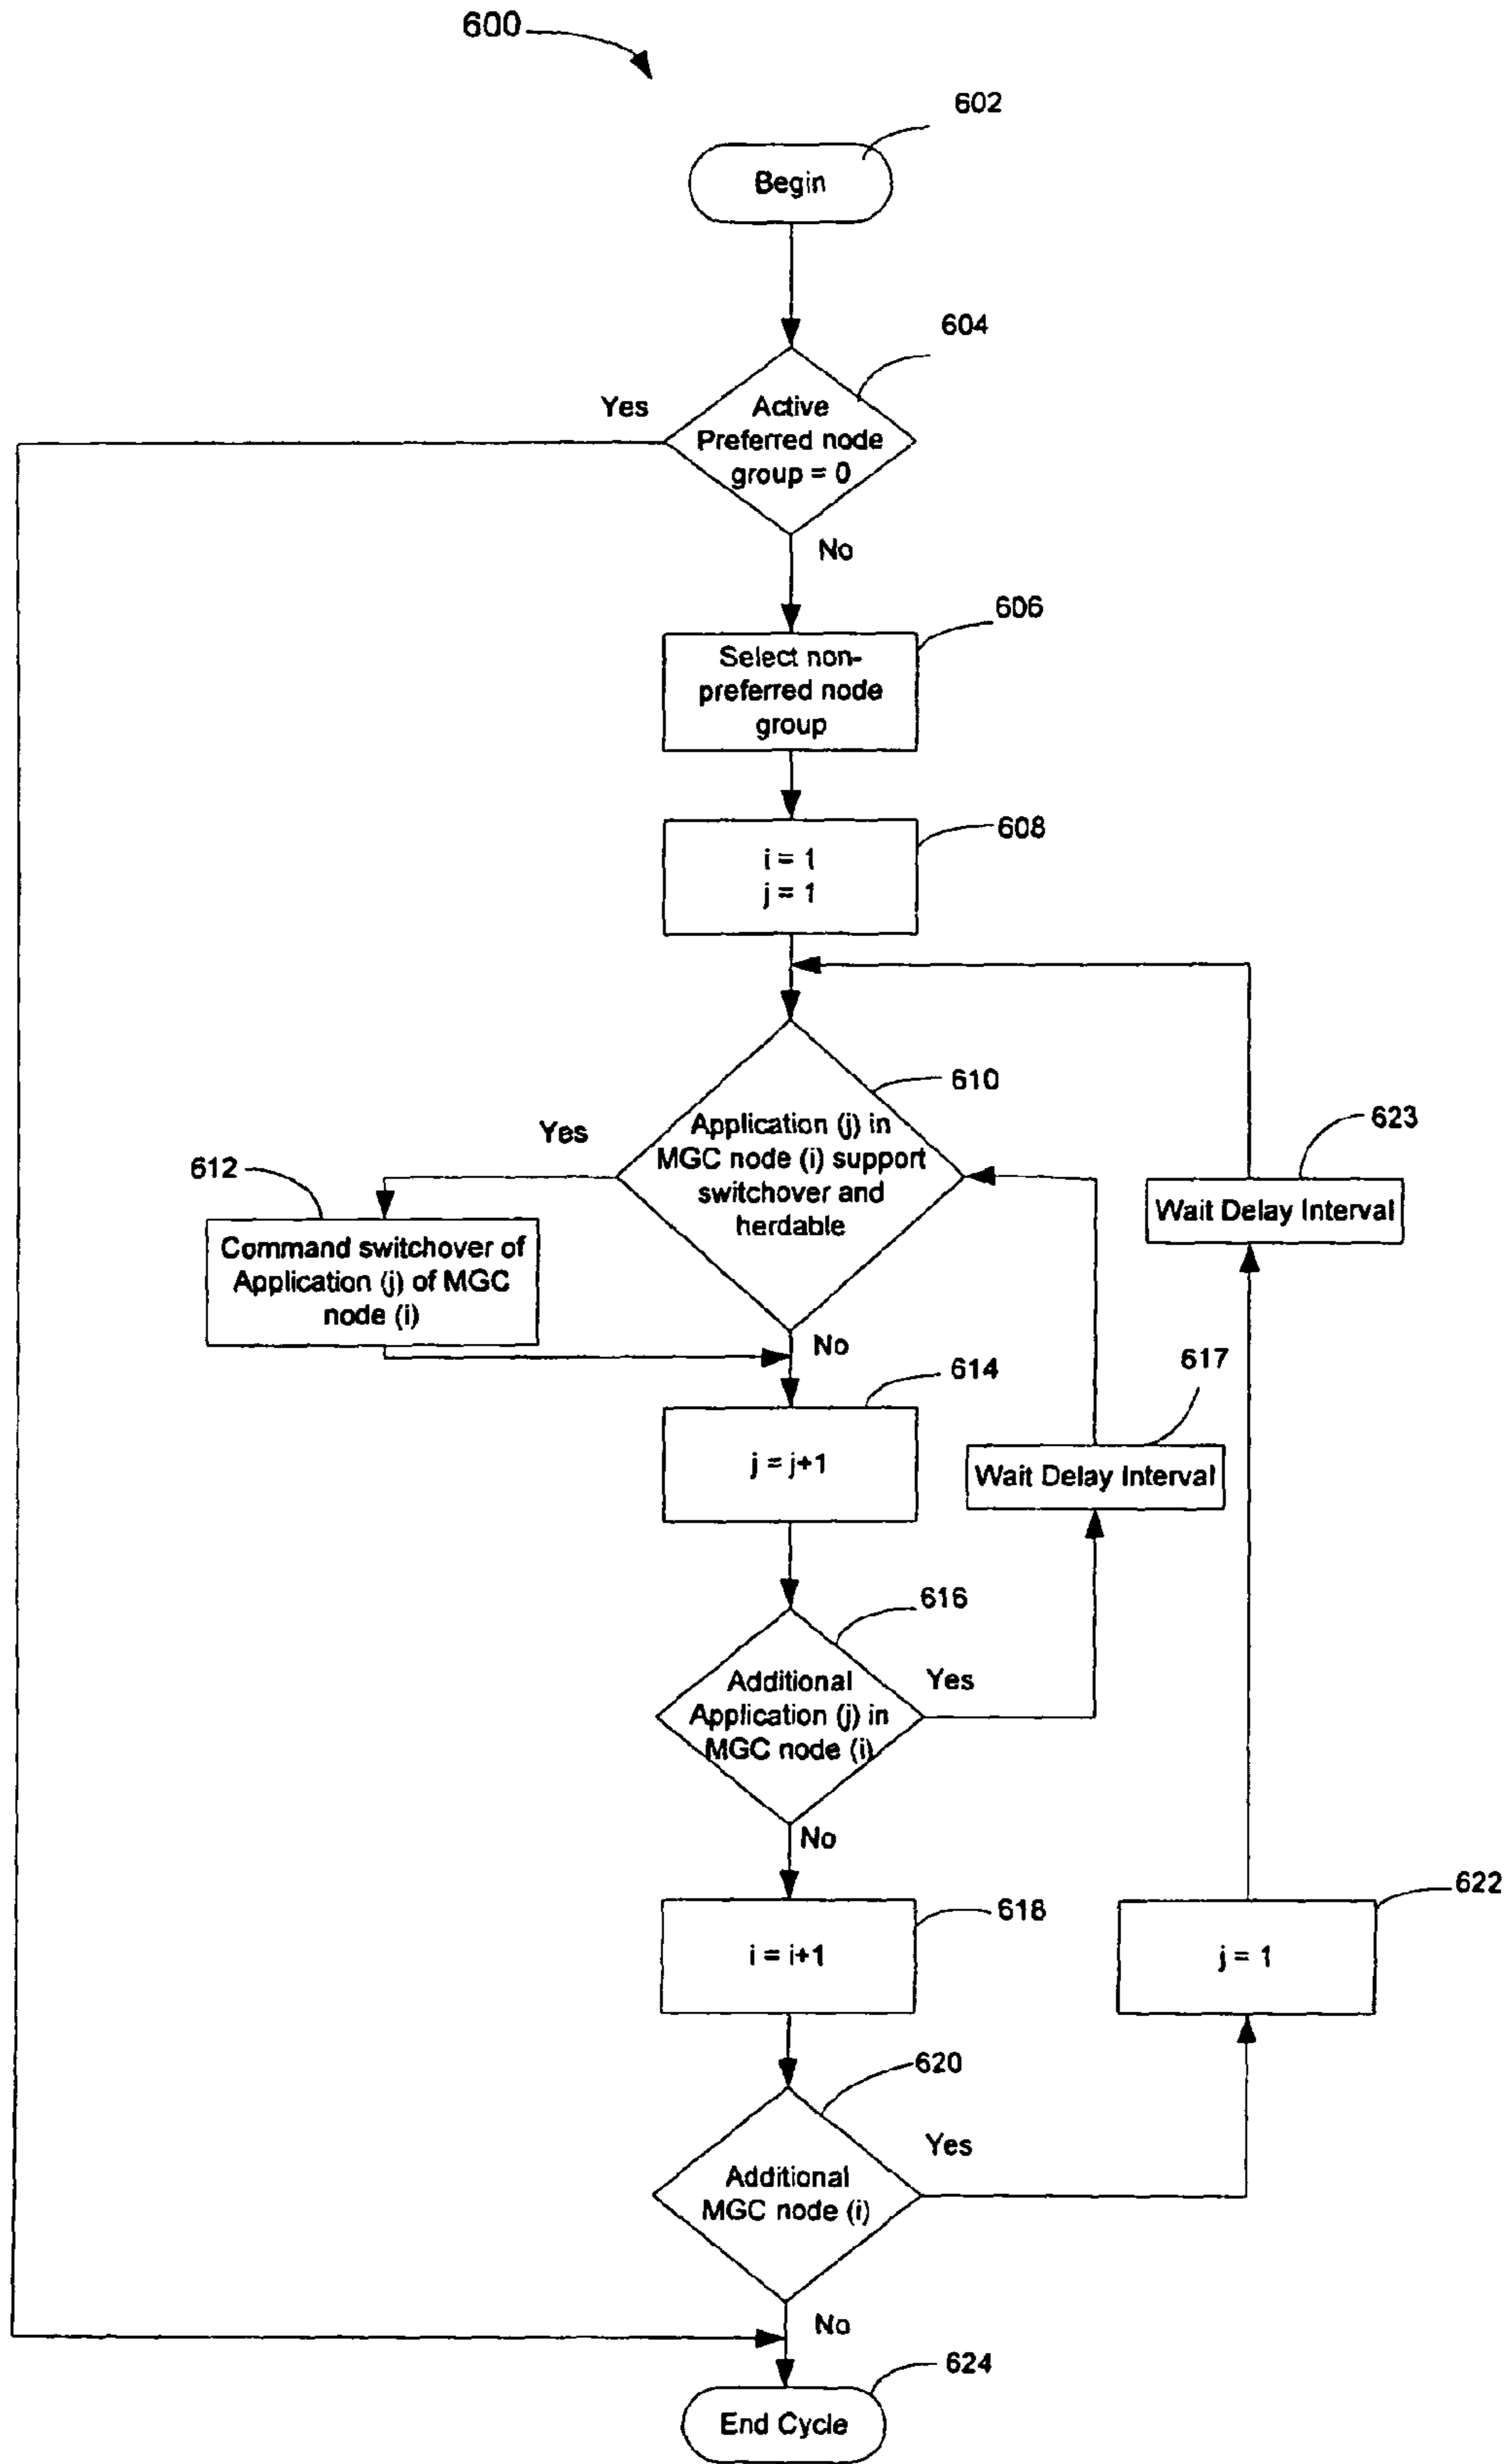 600
602
Begin
604
Yes
Active
Preferred node
group = 0
No
606
Select non-
preferred node
group
608
i = 1
j = 1
610
Yes
Application (j) in
MGC node (i) support
switchover and
herdable
623
612
Wait Delay Interval
Command switchover of
Application (j) of MGC
node (i)
No
617
614
j = j+1
Wait Delay Interval
616
Additional
Application (j) in
MGC node (i)
Yes
No
622
618
i = i+1
j = 1
620
Yes
Additional
MGC node (i)
No
624
End Cycle